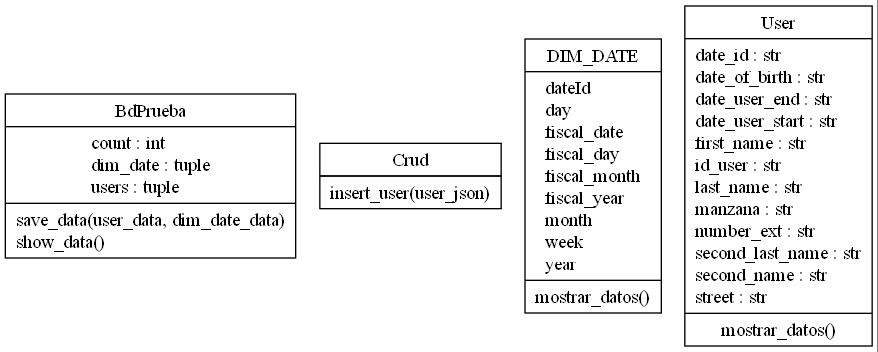 BdPrueba
count : int
dim_date : tuple
users : tuple
save_data(user_data, dim_date_data)
show_data()
Crud
insert_user(user_json)
DIM_DATE
dateId
day
fiscal_date
fiscal_day
fiscal_month
fiscal_year
month
week
year
mostrar_datos()
User
date_id : str
date_of_birth : str
date_user_end : str
date_user_start : str
first_name : str
id_user : str
last_name : str
manzana : str
number_ext : str
second_last_name : str
second_name : str
street : str
mostrar_datos()